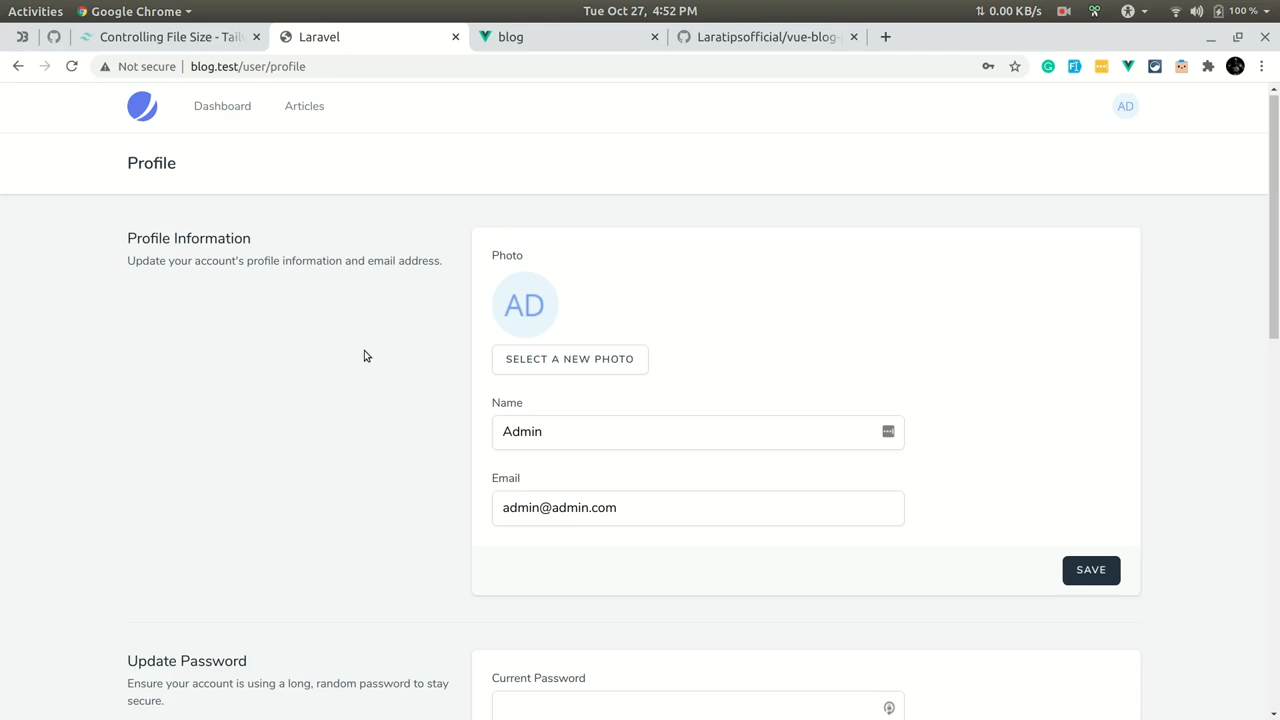 Activities Google Chrome Tue Oct 27, 4:52 PM 0.00 KB/s 100 %
Controlling File Size - Tailw Laravel blog Laratipsofficial/vue-blog-
Not secure blog.test/user/profile
Dashboard Articles AD
Profile
Profile Information
Update your account's profile information and email address.
Photo
AD
SELECT A NEW PHOTO
Name
Admin
Email
admin@admin.com
SAVE
Update Password
Ensure your account is using a long, random password to stay
secure.
Current Password